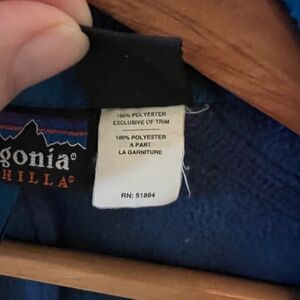 100% POLYESTER
EXCLUSIVE OF TRIM
100% POLYESTER
A PART
LA GARNITURE
RN: 51884
gonia®
HILLA®